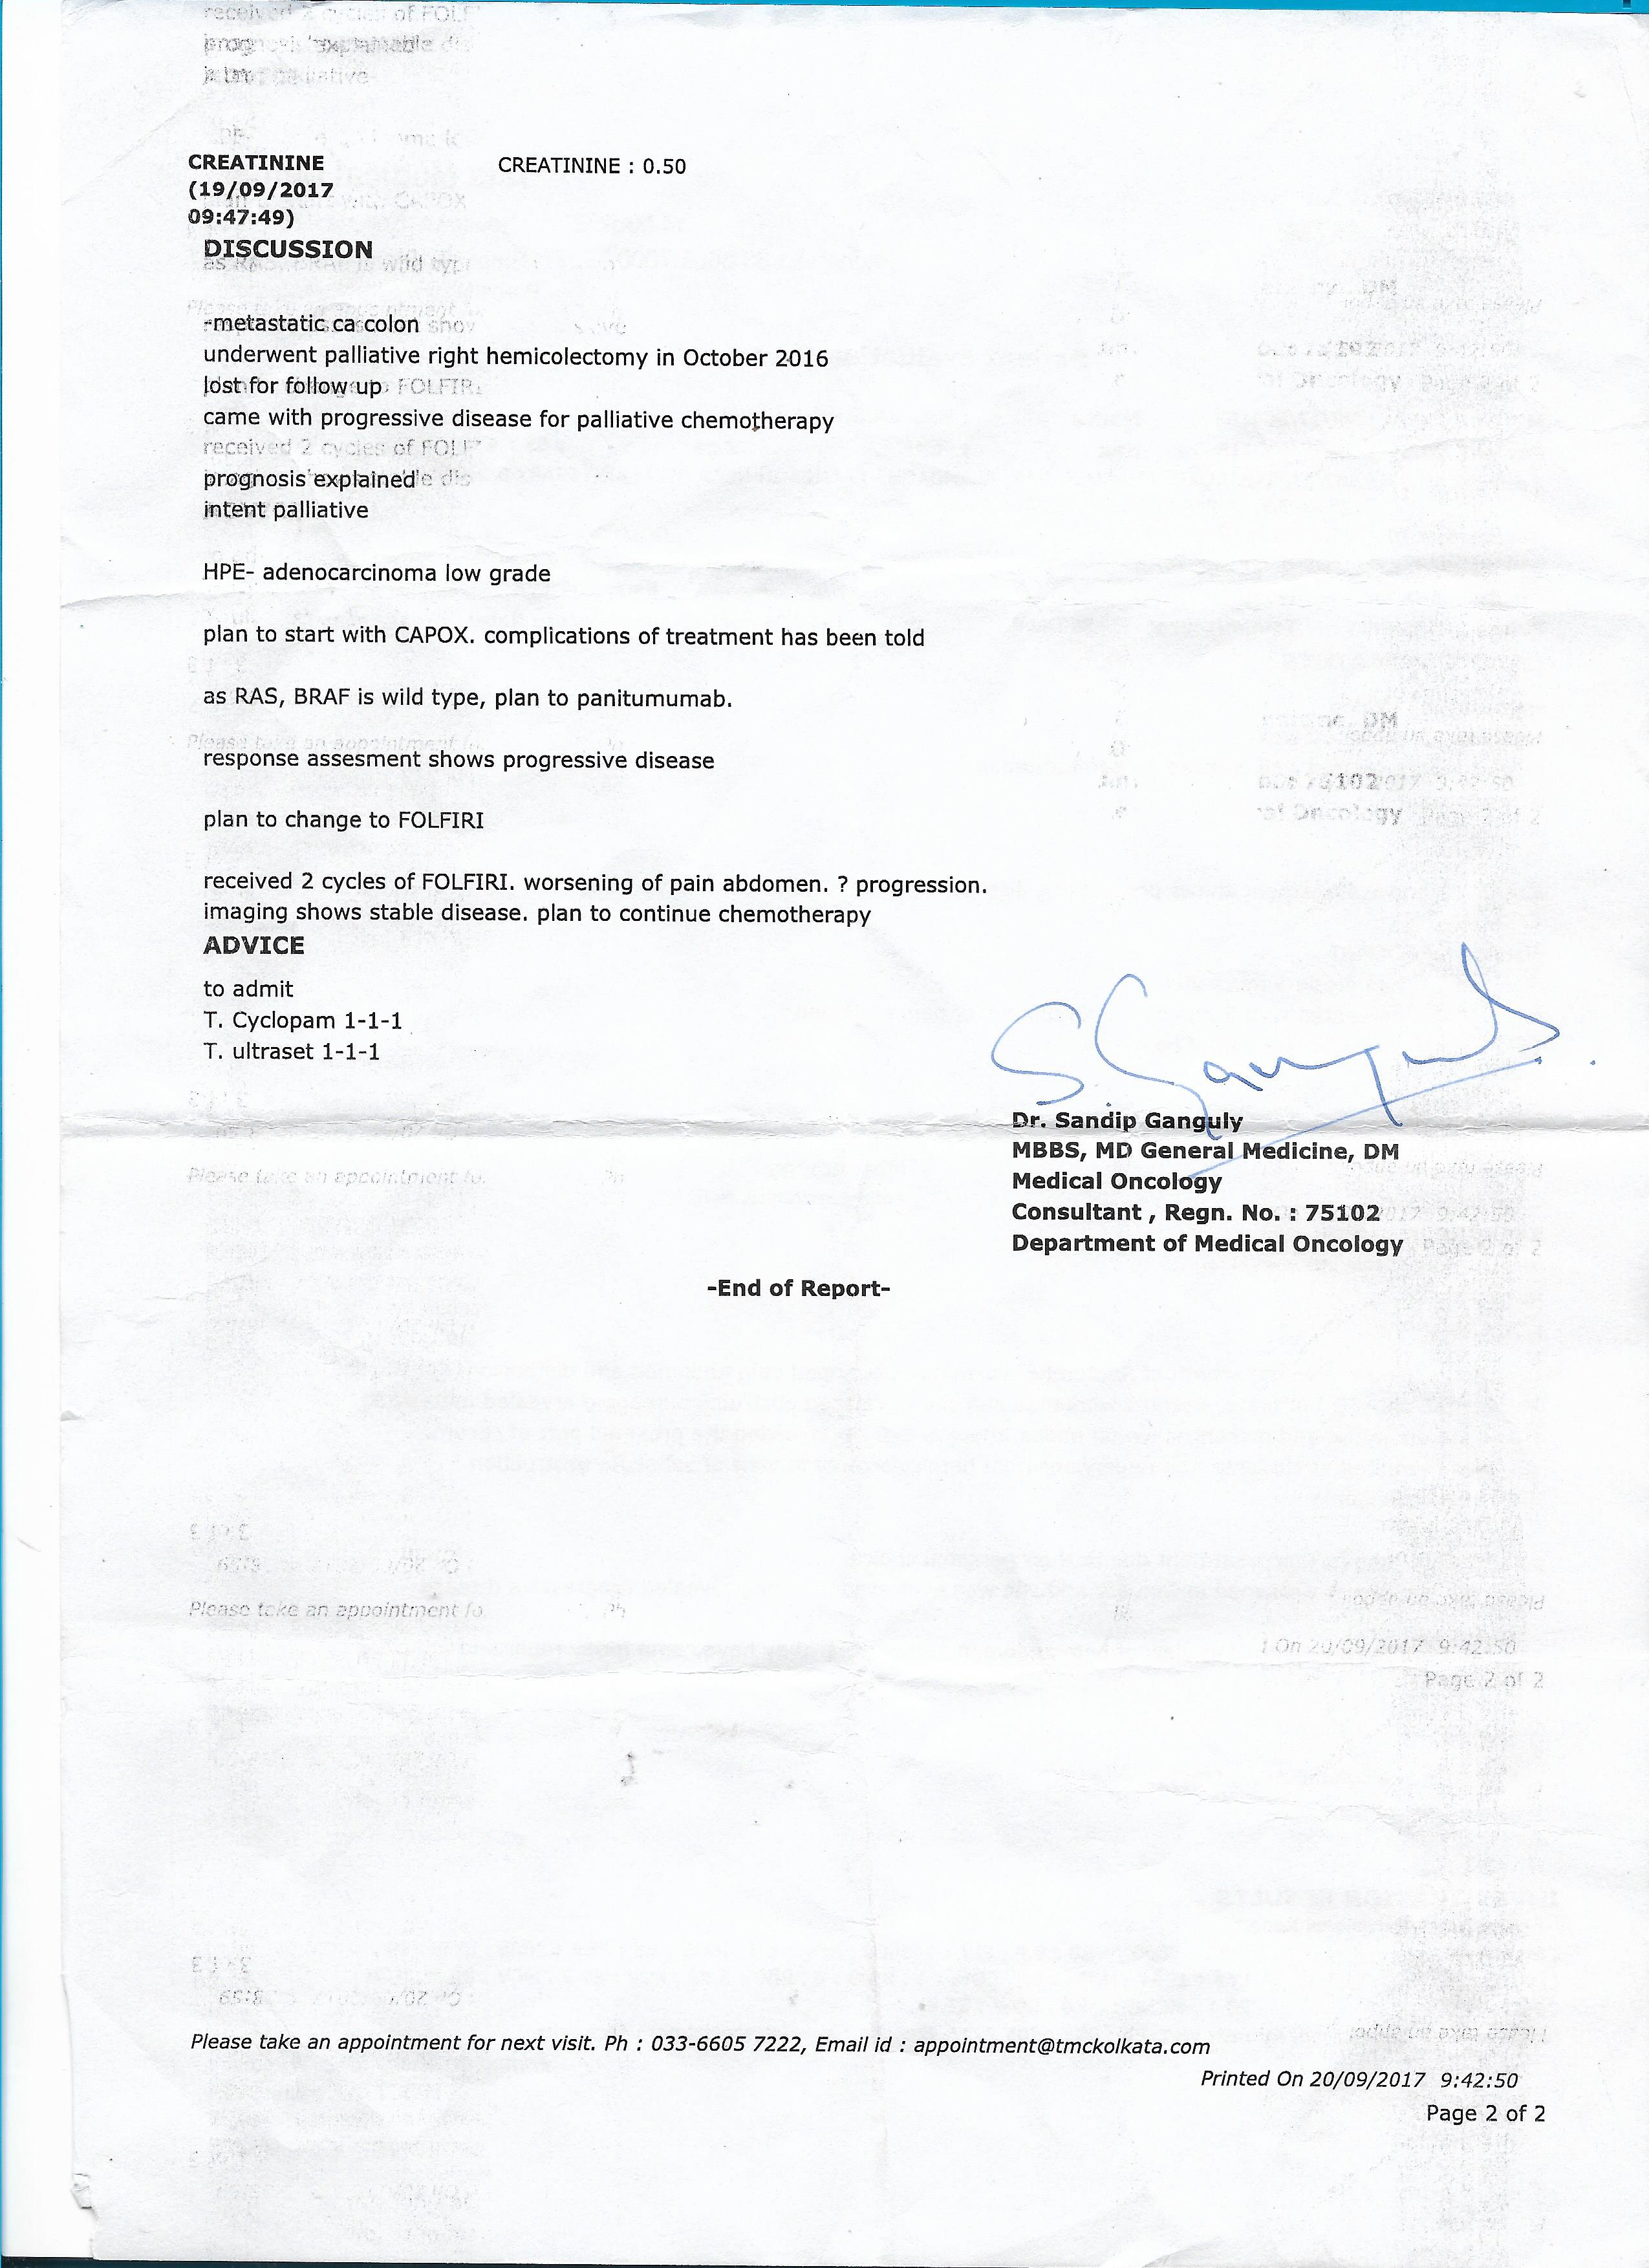 CREATININE CREATININE : 0.50
(19/09/2017
09:47:49)
DISCUSSION
-metastatic ca colon
underwent palliative right hemicolectomy in October 2016
lost for follow up
came with progressive disease for palliative chemotherapy
prognosis explained
intent palliative
HPE- adenocarcinoma low grade
plan to start with CAPOX. complications of treatment has been told
as RAS, BRAF is wild type, plan to panitumumab.
response assesment shows progressive disease
plan to change to FOLFIRI
received 2 cycles of FOLFIRI. worsening of pain abdomen. ? progression.
imaging shows stable disease. plan to continue chemotherapy
ADVICE
to admit
T. Cyclopam 1-1-1
T. ultraset 1-1-1
S Ganguly
Dr. Sandip Ganguly
MBBS, MD General Medicine, DM
Medical Oncology
Consultant , Regn. No. : 75102
Department of Medical Oncology
-End of Report-
Please take an appointment for next visit. Ph : 033-6605 7222, Email id : appointment@tmckolkata.com
Printed On 20/09/2017 9:42:50
Page 2 of 2